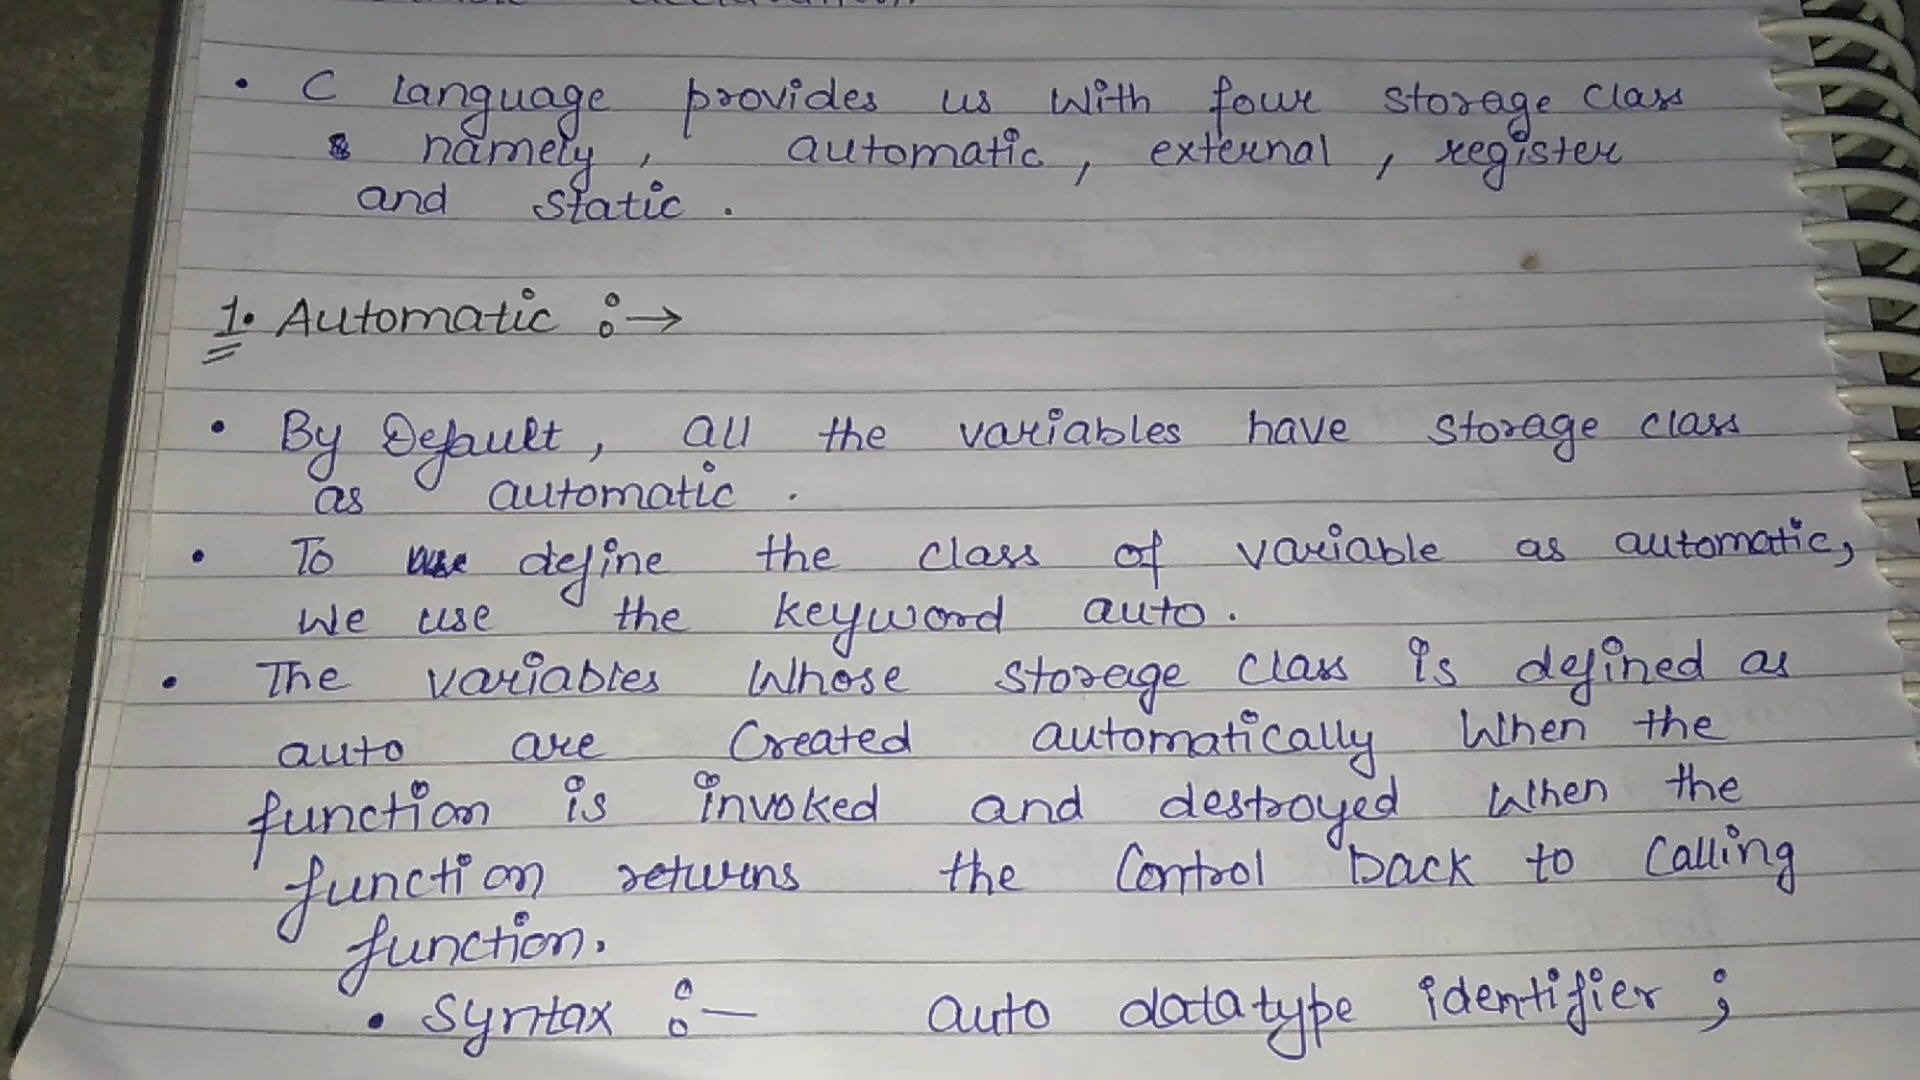 • C Language provides us with four storage class
namely, automatic, external, register
and static.
1. Automatic :→
• By Default, all the variables have storage class
as automatic.
• To define the class of variable as automatic,
we use the keyword auto.
• The variables whose storage class is defined as
auto are created automatically when the
function is invoked and destroyed when the
function returns the control back to calling
function.
• Syntax :— auto datatype identifier ;